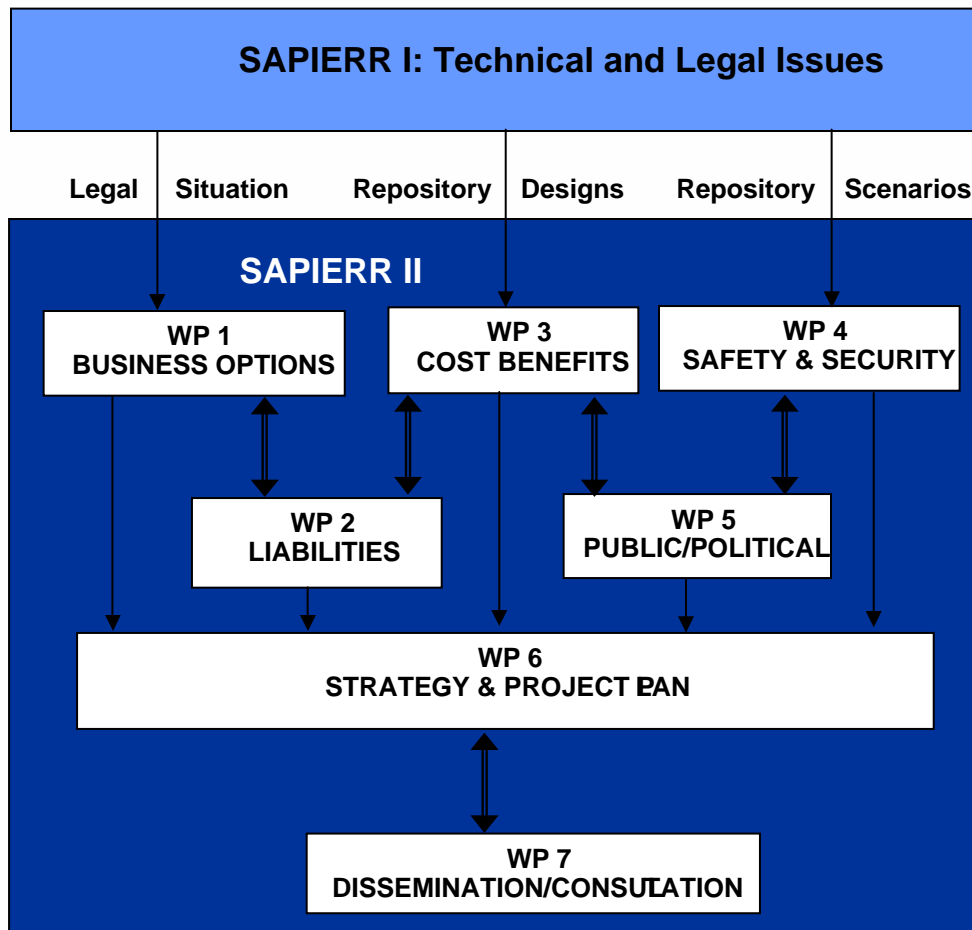 SAPIERR I: Technical and Legal Issues
Legal Situation Repository Designs Repository Scenarios
SAPIERR II
WP 1
BUSINESS OPTIONS
WP 3
COST BENEFITS
WP 4
SAFETY & SECURITY
WP 2
LIABILITIES
WP 5
PUBLIC/POLITICAL
WP 6
STRATEGY & PROJECT PLAN
WP 7
DISSEMINATION/CONSULTATION